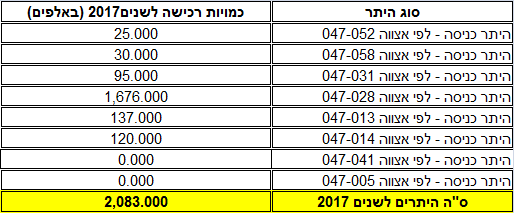 סוג היתר כמויות רכישה לשנים2017 (באלפים)
היתר כניסה - לפי אצווה 047-052 25.000
היתר כניסה - לפי אצווה 047-058 30.000
היתר כניסה - לפי אצווה 047-031 95.000
היתר כניסה - לפי אצווה 047-028 1,676.000
היתר כניסה - לפי אצווה 047-013 137.000
היתר כניסה - לפי אצווה 047-014 120.000
היתר כניסה - לפי אצווה 047-041 0.000
היתר כניסה - לפי אצווה 047-005 0.000
ס"ה היתרים לשנים 2017 2,083.000